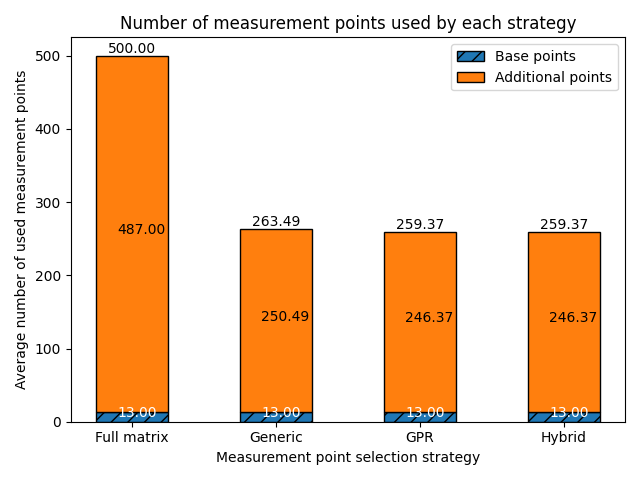 Number of measurement points used by each strategy
Base points
Additional points
Average number of used measurement points
500
400
300
200
100
0
500.00
487.00
13.00
263.49
250.49
13.00
259.37
246.37
13.00
259.37
246.37
13.00
Full matrix
Generic
GPR
Hybrid
Measurement point selection strategy